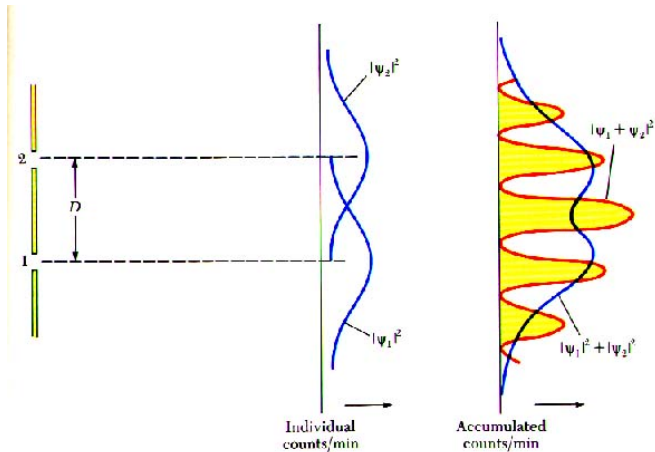 |ψ₂|²
|ψ₁ + ψ₂|²
2
D
1
|ψ₁|²
|ψ₁|² + |ψ₂|²
Individual
counts/min
Accumulated
counts/min